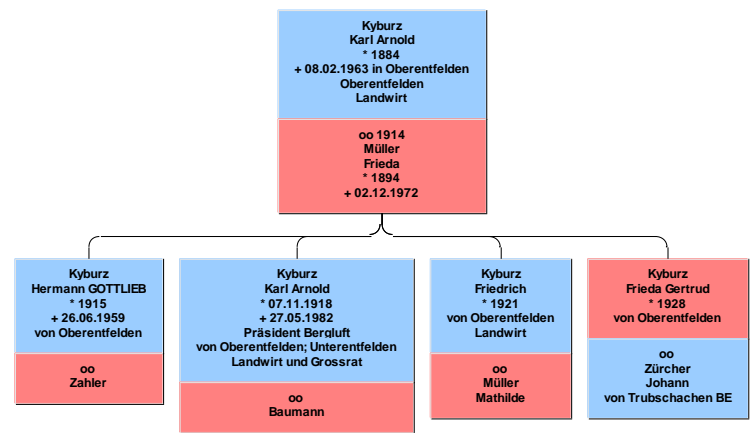 Kyburz
Karl Arnold
* 1884
+ 08.02.1963 in Oberentfelden
Oberentfelden
Landwirt
oo 1914
Müller
Frieda
* 1894
+ 02.12.1972
Kyburz
Hermann GOTTLIEB
* 1915
+ 26.06.1959
von Oberentfelden
oo
Zahler
Kyburz
Karl Arnold
* 07.11.1918
+ 27.05.1982
Präsident Bergluft
von Oberentfelden; Unterentfelden
Landwirt und Grossrat
oo
Baumann
Kyburz
Friedrich
* 1921
von Oberentfelden
Landwirt
oo
Müller
Mathilde
Kyburz
Frieda Gertrud
* 1928
von Oberentfelden
oo
Zürcher
Johann
von Trubschachen BE